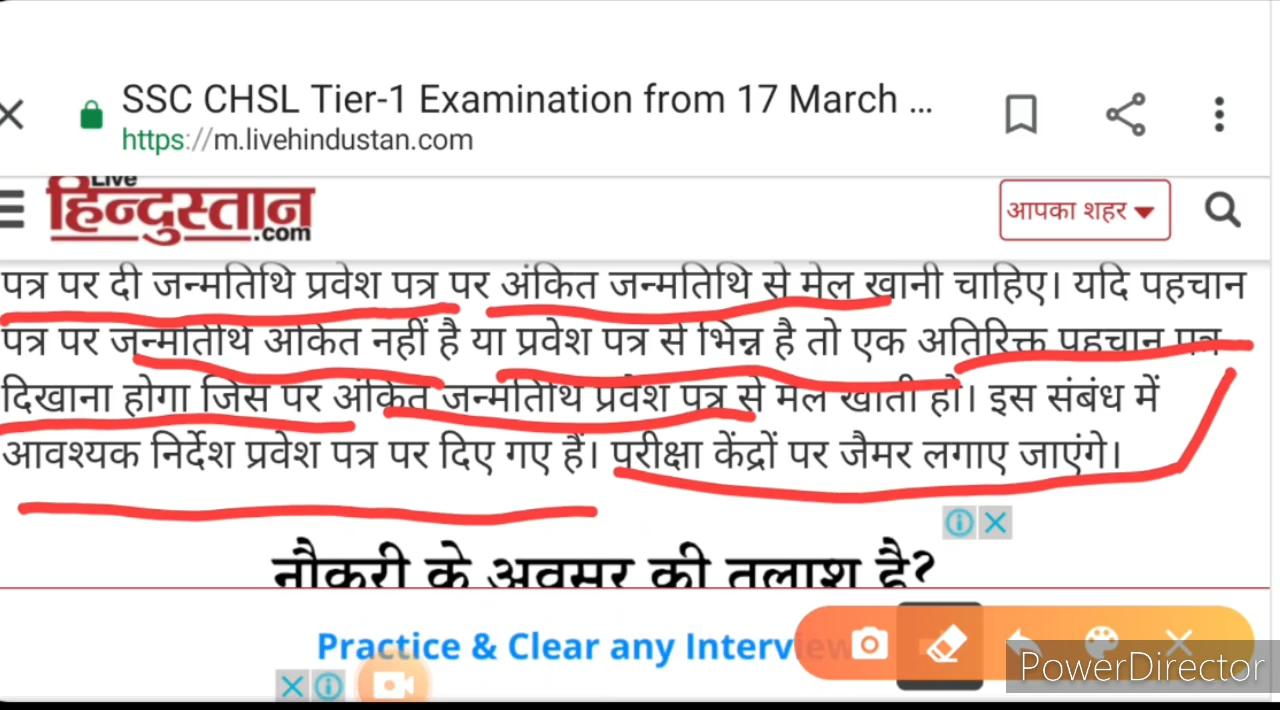 SSC CHSL Tier-1 Examination from 17 March ...
https://m.livehindustan.com
Live
हिन्दुस्तान
.com
आपका शहर
पत्र पर दी जन्मतिथि प्रवेश पत्र पर अंकित जन्मतिथि से मेल खानी चाहिए। यदि पहचान
पत्र पर जन्मतिथि अंकित नहीं है या प्रवेश पत्र से भिन्न है तो एक अतिरिक्त पहचान पत्र
दिखाना होगा जिस पर अंकित जन्मतिथि प्रवेश पत्र से मेल खाती हो। इस संबंध में
आवश्यक निर्देश प्रवेश पत्र पर दिए गए हैं। परीक्षा केंद्रों पर जैमर लगाए जाएंगे।
नौकरी के अवसर की तलाश है?
Practice & Clear any Interview
PowerDirector